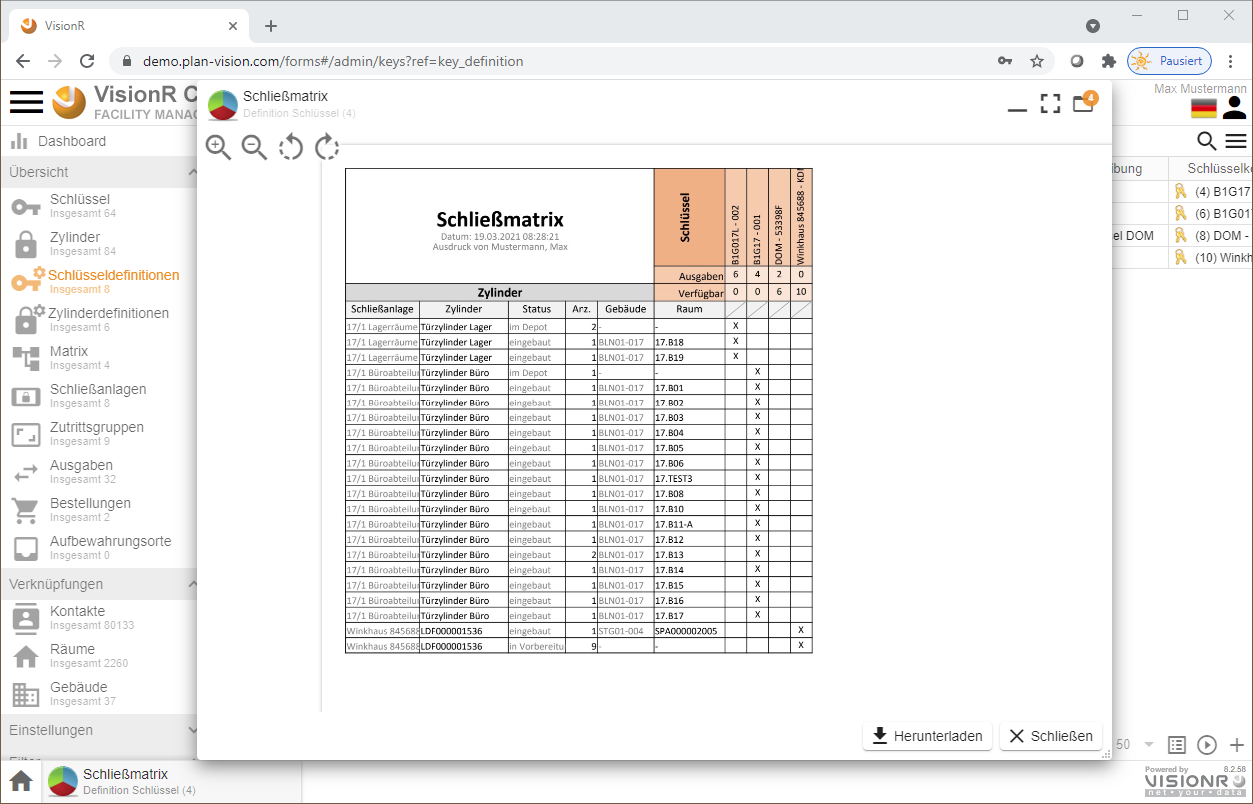 VisionR
demo.plan-vision.com/forms#/admin/keys?ref=key_definition
Pausiert
VisionR C
FACILITY MANA
Max Mustermann
Dashboard
Übersicht
Schlüssel
Insgesamt 64
Zylinder
Insgesamt 84
Schlüsseldefinitionen
Insgesamt 8
Zylinderdefinitionen
Insgesamt 6
Matrix
Insgesamt 4
Schließanlagen
Insgesamt 8
Zutrittsgruppen
Insgesamt 9
Ausgaben
Insgesamt 32
Bestellungen
Insgesamt 2
Aufbewahrungsorte
Insgesamt 0
Verknüpfungen
Kontakte
Insgesamt 80133
Räume
Insgesamt 2260
Gebäude
Insgesamt 37
Einstellungen
Schließmatrix
Definition Schlüssel (4)
4
Schließmatrix
Datum: 19.03.2021 08:28:21
Ausdruck von Mustermann, Max
Schlüssel
B1G017L - 002
B1G17 - 001
DOM - 53398F
Winkhaus 845688 - KD
Ausgaben 6 4 2 0
Zylinder Verfügbar 0 0 6 10
Schließanlage Zylinder Status Arz. Gebäude Raum
17/1 Lagerräume Türzylinder Lager im Depot 2 - - X
17/1 Lagerräume Türzylinder Lager eingebaut 1 BLN01-017 17.B18 X
17/1 Lagerräume Türzylinder Lager eingebaut 1 BLN01-017 17.B19 X
17/1 Büroabteilu Türzylinder Büro im Depot 1 - - X
17/1 Büroabteilu Türzylinder Büro eingebaut 1 BLN01-017 17.B01 X
17/1 Büroabteilu Türzylinder Büro eingebaut 1 BLN01-017 17.B02 X
17/1 Büroabteilu Türzylinder Büro eingebaut 1 BLN01-017 17.B03 X
17/1 Büroabteilu Türzylinder Büro eingebaut 1 BLN01-017 17.B04 X
17/1 Büroabteilu Türzylinder Büro eingebaut 1 BLN01-017 17.B05 X
17/1 Büroabteilu Türzylinder Büro eingebaut 1 BLN01-017 17.B06 X
17/1 Büroabteilu Türzylinder Büro eingebaut 1 BLN01-017 17.TEST3 X
17/1 Büroabteilu Türzylinder Büro eingebaut 1 BLN01-017 17.B08 X
17/1 Büroabteilu Türzylinder Büro eingebaut 1 BLN01-017 17.B10 X
17/1 Büroabteilu Türzylinder Büro eingebaut 1 BLN01-017 17.B11-A X
17/1 Büroabteilu Türzylinder Büro eingebaut 1 BLN01-017 17.B12 X
17/1 Büroabteilu Türzylinder Büro eingebaut 2 BLN01-017 17.B13 X
17/1 Büroabteilu Türzylinder Büro eingebaut 1 BLN01-017 17.B14 X
17/1 Büroabteilu Türzylinder Büro eingebaut 1 BLN01-017 17.B15 X
17/1 Büroabteilu Türzylinder Büro eingebaut 1 BLN01-017 17.B16 X
17/1 Büroabteilu Türzylinder Büro eingebaut 1 BLN01-017 17.B17 X
Winkhaus 845688 LDF000001536 eingebaut 1 STG01-004 SPA000002005 X
Winkhaus 845688 LDF000001536 in Vorbereitu 9 - - X
Herunterladen
Schließen
ibung Schlüsselk
(4) B1G17
(6) B1G01
el DOM (8) DOM -
(10) Winkh
50
Schließmatrix
Definition Schlüssel (4)
Powered by 8.2.58
VISIONR
net • your • data